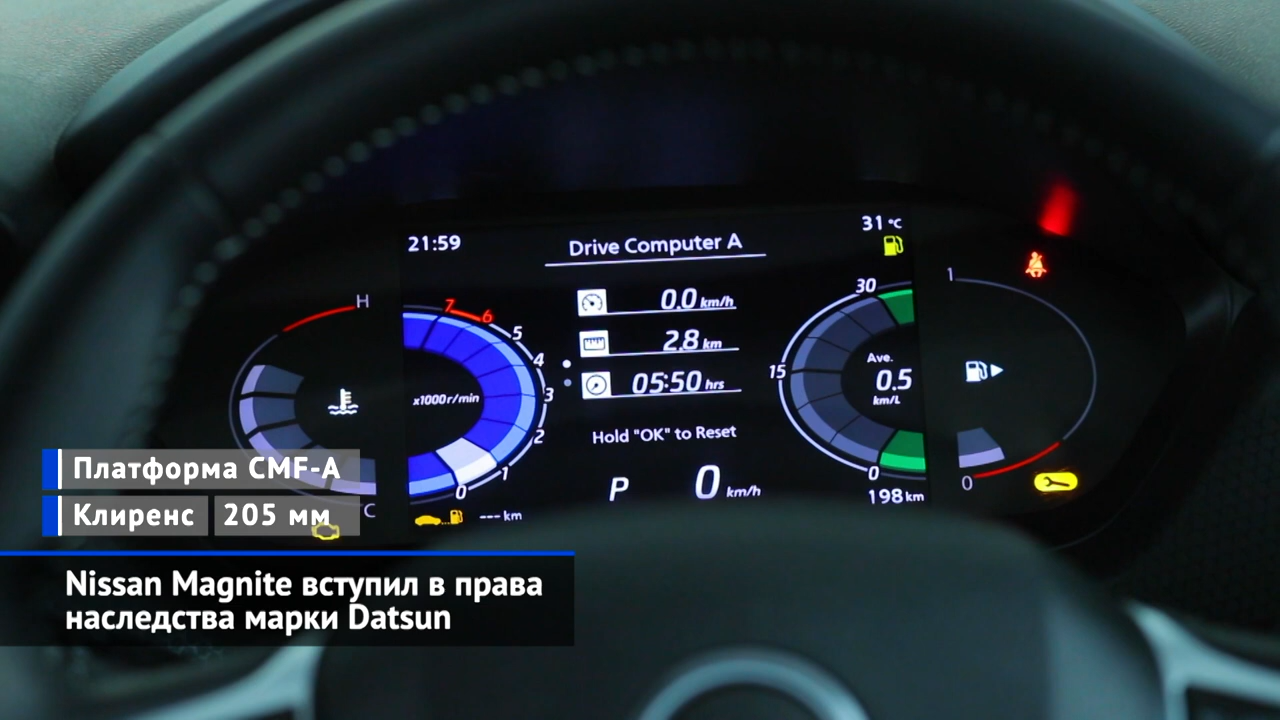 21:59
Drive Computer A
31 °C
H
7
6
5
4
3
2
1
0
x1000 r/min
0.0 km/h
2.8 km
05:50 hrs
Hold "OK" to Reset
P
0 km/h
30
15
0
Ave.
0.5
km/L
198 km
1
0
C
--- km
Платформа CMF-A
Клиренс 205 мм
Nissan Magnite вступил в права
наследства марки Datsun